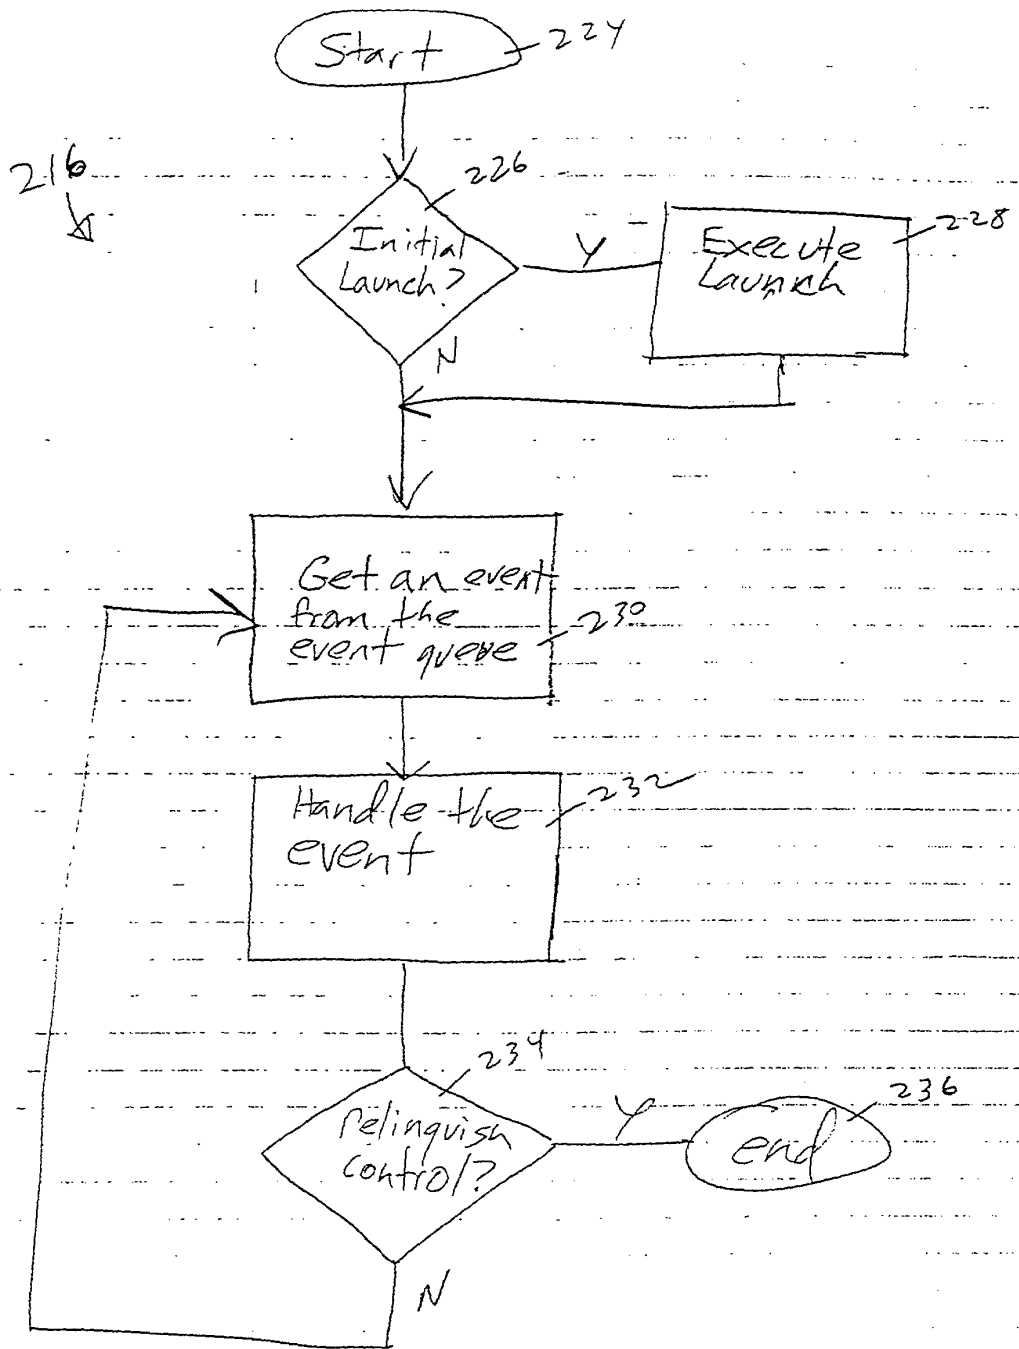 Start
224
216
226
Initial
Launch?
Y
Execute
Launch
228
N
Get an event
from the
event queue
230
Handle the
event
232
234
relinquish
control?
Y
end
236
N